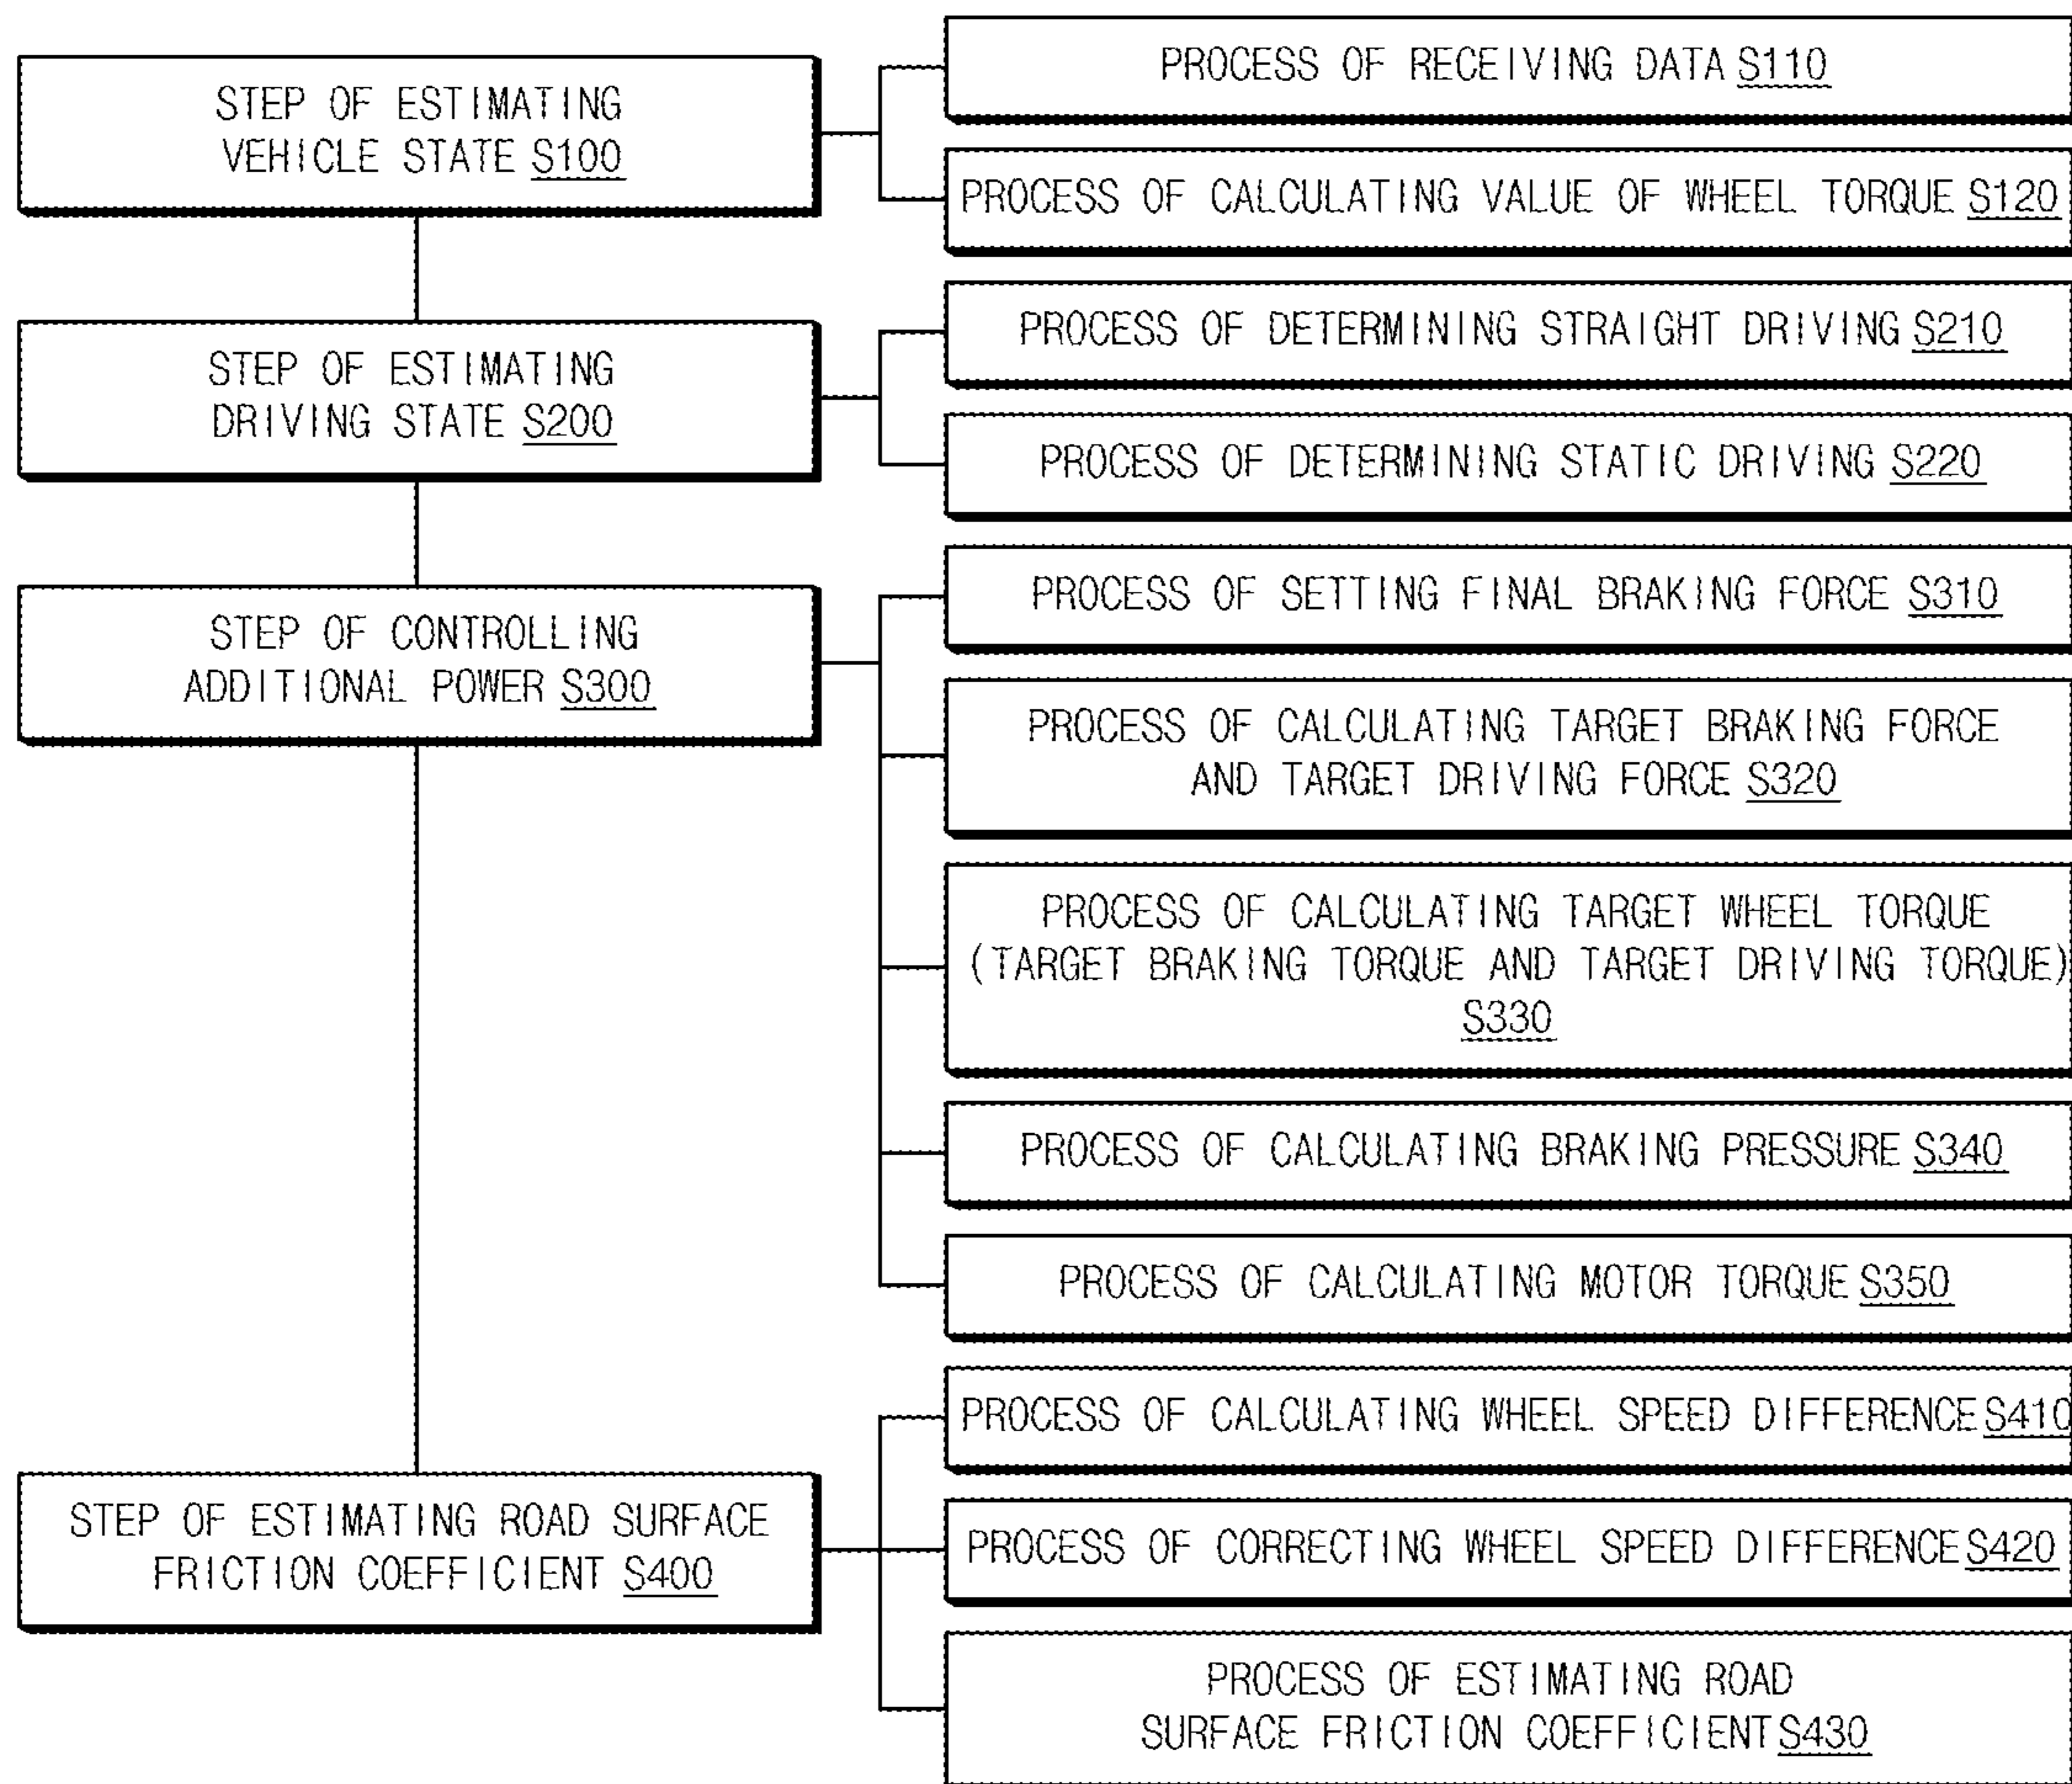 STEP OF ESTIMATING
VEHICLE STATE S100
PROCESS OF RECEIVING DATA S110
PROCESS OF CALCULATING VALUE OF WHEEL TORQUE S120
STEP OF ESTIMATING
DRIVING STATE S200
PROCESS OF DETERMINING STRAIGHT DRIVING S210
PROCESS OF DETERMINING STATIC DRIVING S220
STEP OF CONTROLLING
ADDITIONAL POWER S300
PROCESS OF SETTING FINAL BRAKING FORCE S310
PROCESS OF CALCULATING TARGET BRAKING FORCE
AND TARGET DRIVING FORCE S320
PROCESS OF CALCULATING TARGET WHEEL TORQUE
(TARGET BRAKING TORQUE AND TARGET DRIVING TORQUE)
S330
PROCESS OF CALCULATING BRAKING PRESSURE S340
PROCESS OF CALCULATING MOTOR TORQUE S350
STEP OF ESTIMATING ROAD SURFACE
FRICTION COEFFICIENT S400
PROCESS OF CALCULATING WHEEL SPEED DIFFERENCE S410
PROCESS OF CORRECTING WHEEL SPEED DIFFERENCE S420
PROCESS OF ESTIMATING ROAD
SURFACE FRICTION COEFFICIENT S430